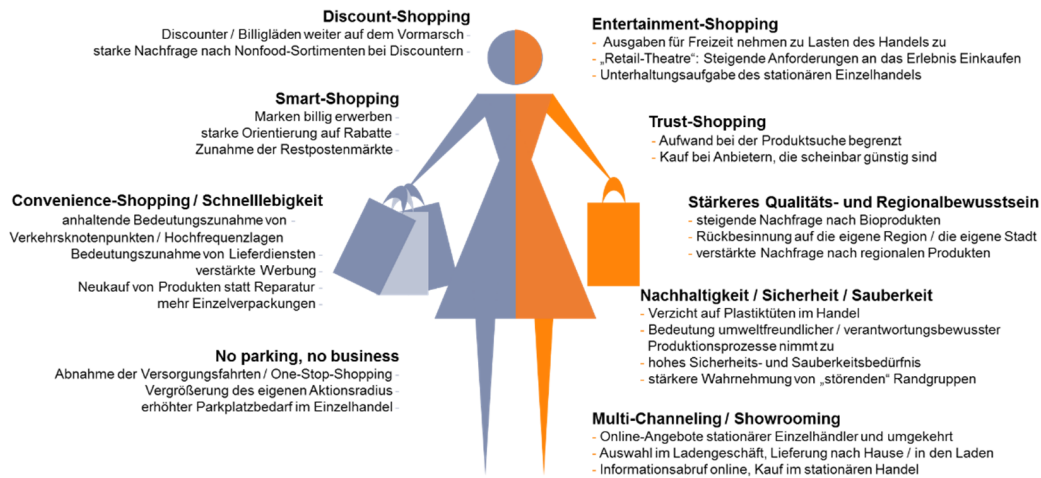 Discount-Shopping
Discounter / Billigläden weiter auf dem Vormarsch -
starke Nachfrage nach Nonfood-Sortimenten bei Discountern -
Smart-Shopping
Marken billig erwerben -
starke Orientierung auf Rabatte -
Zunahme der Restpostenmärkte -
Convenience-Shopping / Schnelllebigkeit
anhaltende Bedeutungszunahme von -
Verkehrsknotenpunkten / Hochfrequenzlagen
Bedeutungszunahme von Lieferdiensten -
verstärkte Werbung -
Neukauf von Produkten statt Reparatur -
mehr Einzelverpackungen -
No parking, no business
Abnahme der Versorgungsfahrten / One-Stop-Shopping -
Vergrößerung des eigenen Aktionsradius -
erhöhter Parkplatzbedarf im Einzelhandel -
Entertainment-Shopping
- Ausgaben für Freizeit nehmen zu Lasten des Handels zu
- „Retail-Theatre“: Steigende Anforderungen an das Erlebnis Einkaufen
- Unterhaltungsaufgabe des stationären Einzelhandels
Trust-Shopping
- Aufwand bei der Produktsuche begrenzt
- Kauf bei Anbietern, die scheinbar günstig sind
Stärkeres Qualitäts- und Regionalbewusstsein
- steigende Nachfrage nach Bioprodukten
- Rückbesinnung auf die eigene Region / die eigene Stadt
- verstärkte Nachfrage nach regionalen Produkten
Nachhaltigkeit / Sicherheit / Sauberkeit
- Verzicht auf Plastiktüten im Handel
- Bedeutung umweltfreundlicher / verantwortungsbewusster
Produktionsprozesse nimmt zu
- hohes Sicherheits- und Sauberkeitsbedürfnis
- stärkere Wahrnehmung von „störenden“ Randgruppen
Multi-Channeling / Showrooming
- Online-Angebote stationärer Einzelhändler und umgekehrt
- Auswahl im Ladengeschäft, Lieferung nach Hause / in den Laden
- Informationsabruf online, Kauf im stationären Handel